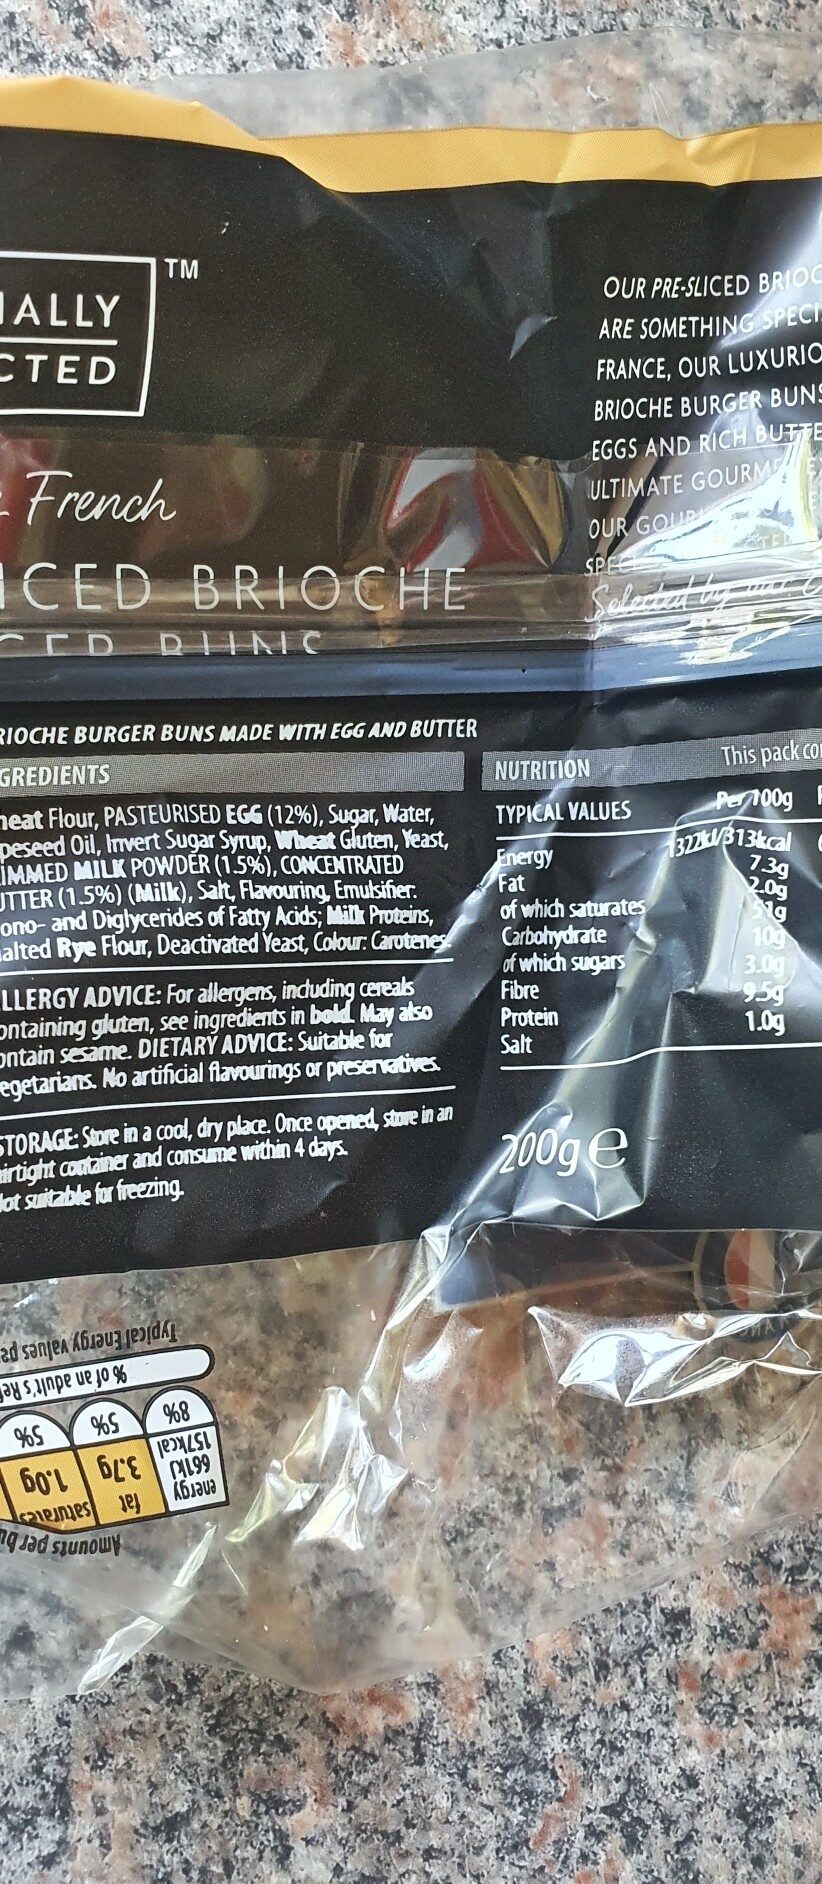 IALLY
CTED
TM
French
ICED BRIOCHE
OUR PRE-SLICED BRIOC
ARE SOMETHING SPECI
FRANCE, OUR LUXURIO
BRIOCHE BURGER BUNS
EGGS AND RICH BUTTE
ULTIMATE GOURME
OUR
Selected by our
RIOCHE BURGER BUNS MADE WITH EGG AND BUTTER
GREDIENTS
heat Flour, PASTEURISED EGG (12%), Sugar, Water,
peseed Oil, Invert Sugar Syrup, Wheat Gluten, Yeast,
IMMED MILK POWDER (1.5%), CONCENTRATED
UTTER (1.5%) (Milk), Salt, Flavouring, Emulsifier:
ono- and Diglycerides of Fatty Acids; Milk Proteins,
alted Rye Flour, Deactivated Yeast, Colour: Carotenes.
LLERGY ADVICE: For allergens, including cereals
ontaining gluten, see ingredients in bold. May also
ontain sesame. DIETARY ADVICE: Suitable for
egetarians. No artificial flavourings or preservatives.
STORAGE: Store in a cool, dry place. Once opened, store in an
airtight container and consume within 4 days.
Not suitable for freezing.
NUTRITION This pack co
TYPICAL VALUES Per 100g
Energy 1322kJ/313kcal
Fat 7.3g
of which saturates 2.0g
Carbohydrate 51g
of which sugars 10g
Fibre 3.0g
Protein 9.5g
Salt 1.0g
200g e
Amounts per bu
energy fat saturates
661kJ 3.7g 1.0g
157kcal
8% 5% 5%
% of an adult's Re
Typical Energy values pe